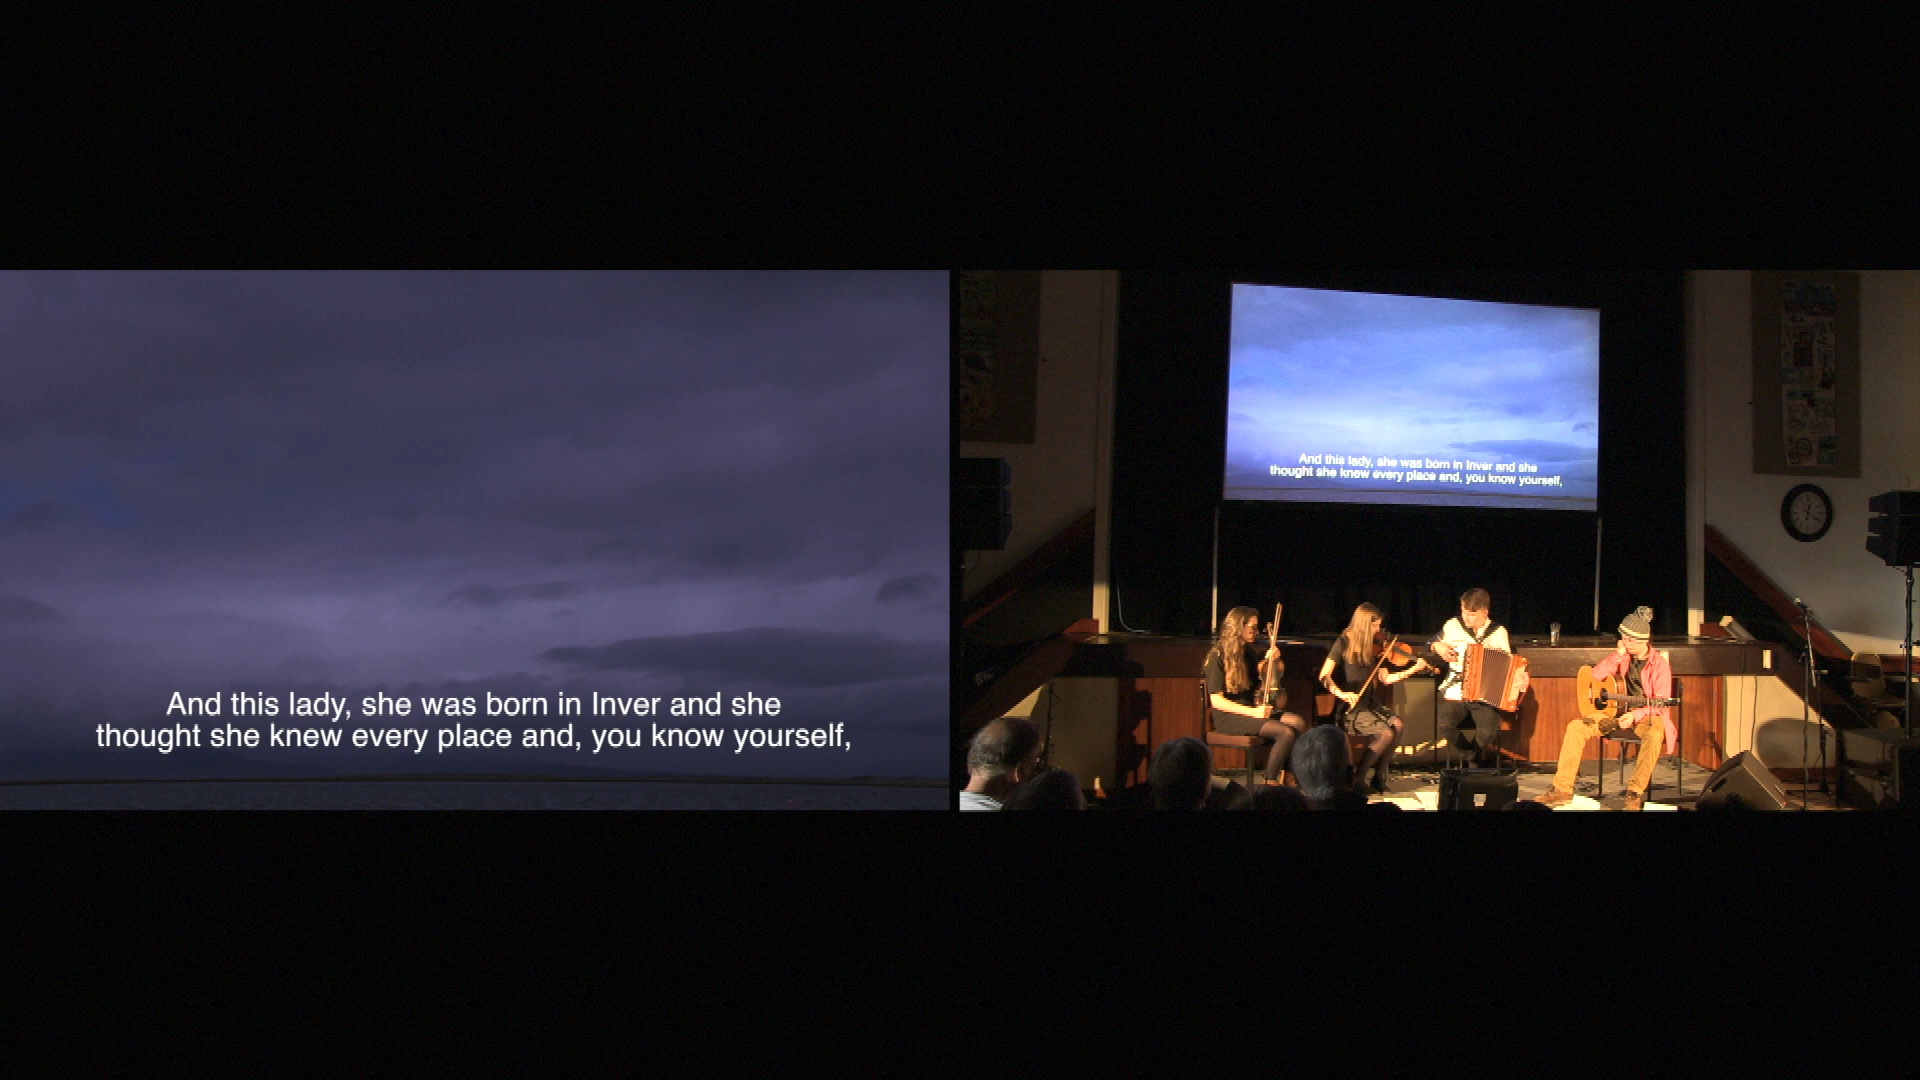 And this lady, she was born in Inver and she
thought she knew every place and, you know yourself,
And this lady, she was born in Inver and she
thought she knew every place and, you know yourself,